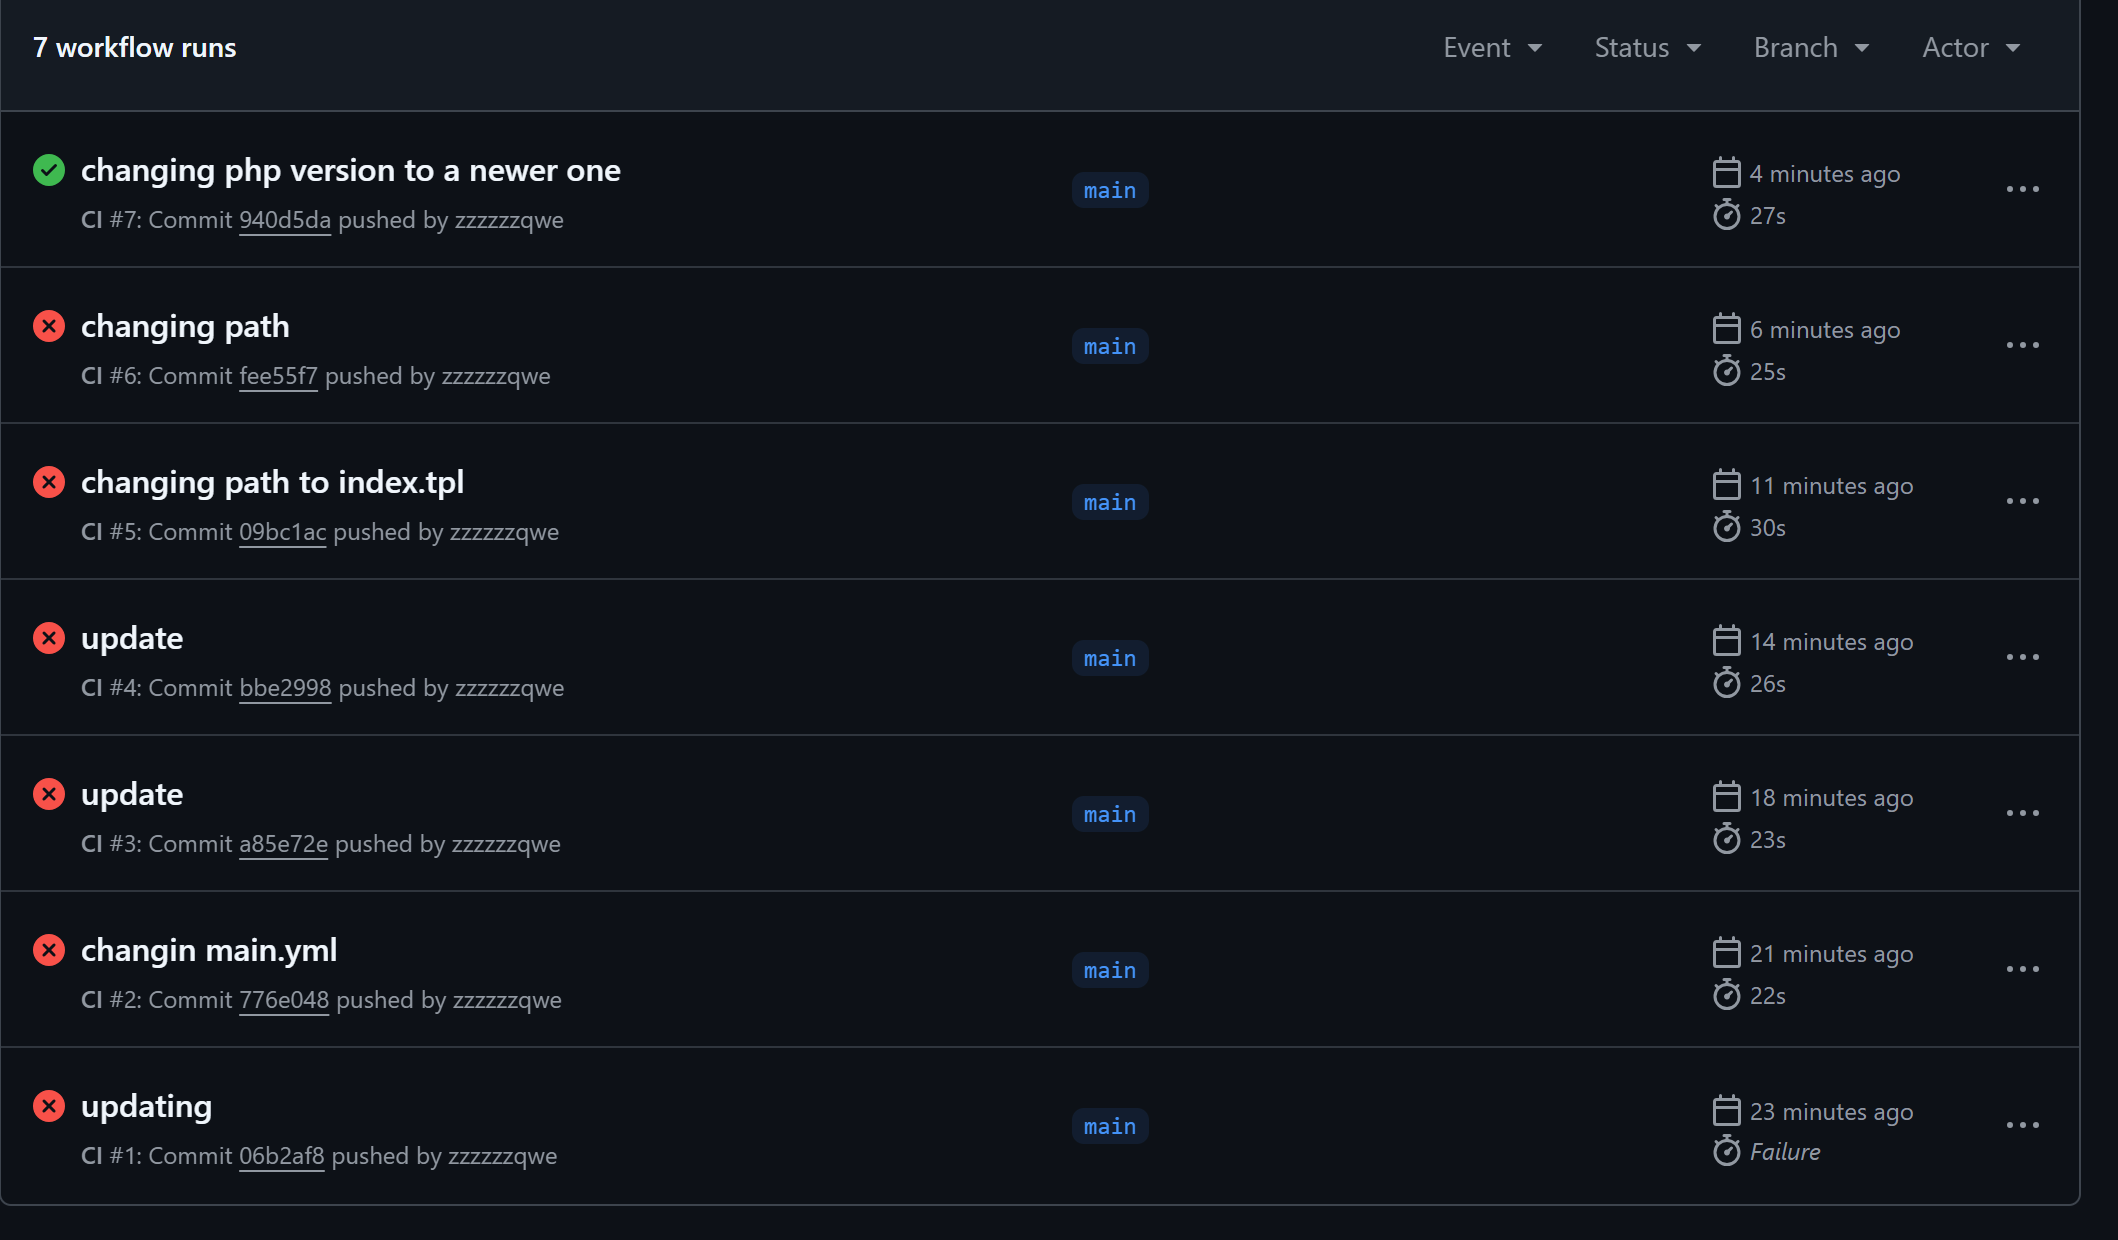 7 workflow runs
Event Status Branch Actor
changing php version to a newer one
CI #7: Commit 940d5da pushed by zzzzzzqwe
main
4 minutes ago
27s
changing path
CI #6: Commit fee55f7 pushed by zzzzzzqwe
main
6 minutes ago
25s
changing path to index.tpl
CI #5: Commit 09bc1ac pushed by zzzzzzqwe
main
11 minutes ago
30s
update
CI #4: Commit bbe2998 pushed by zzzzzzqwe
main
14 minutes ago
26s
update
CI #3: Commit a85e72e pushed by zzzzzzqwe
main
18 minutes ago
23s
changin main.yml
CI #2: Commit 776e048 pushed by zzzzzzqwe
main
21 minutes ago
22s
updating
CI #1: Commit 06b2af8 pushed by zzzzzzqwe
main
23 minutes ago
Failure